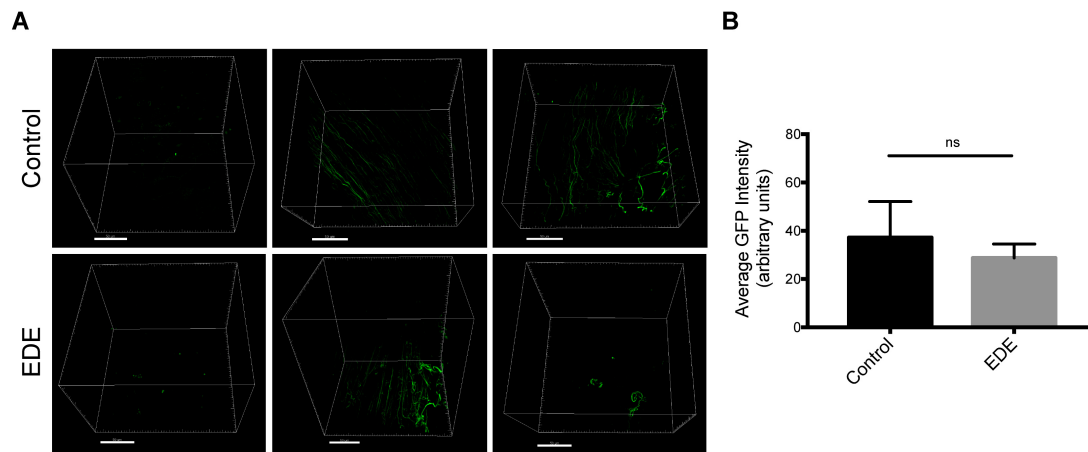 A
B
Control
EDE
80
60
40
20
0
Average GFP Intensity
(arbitrary units)
ns
Control
EDE